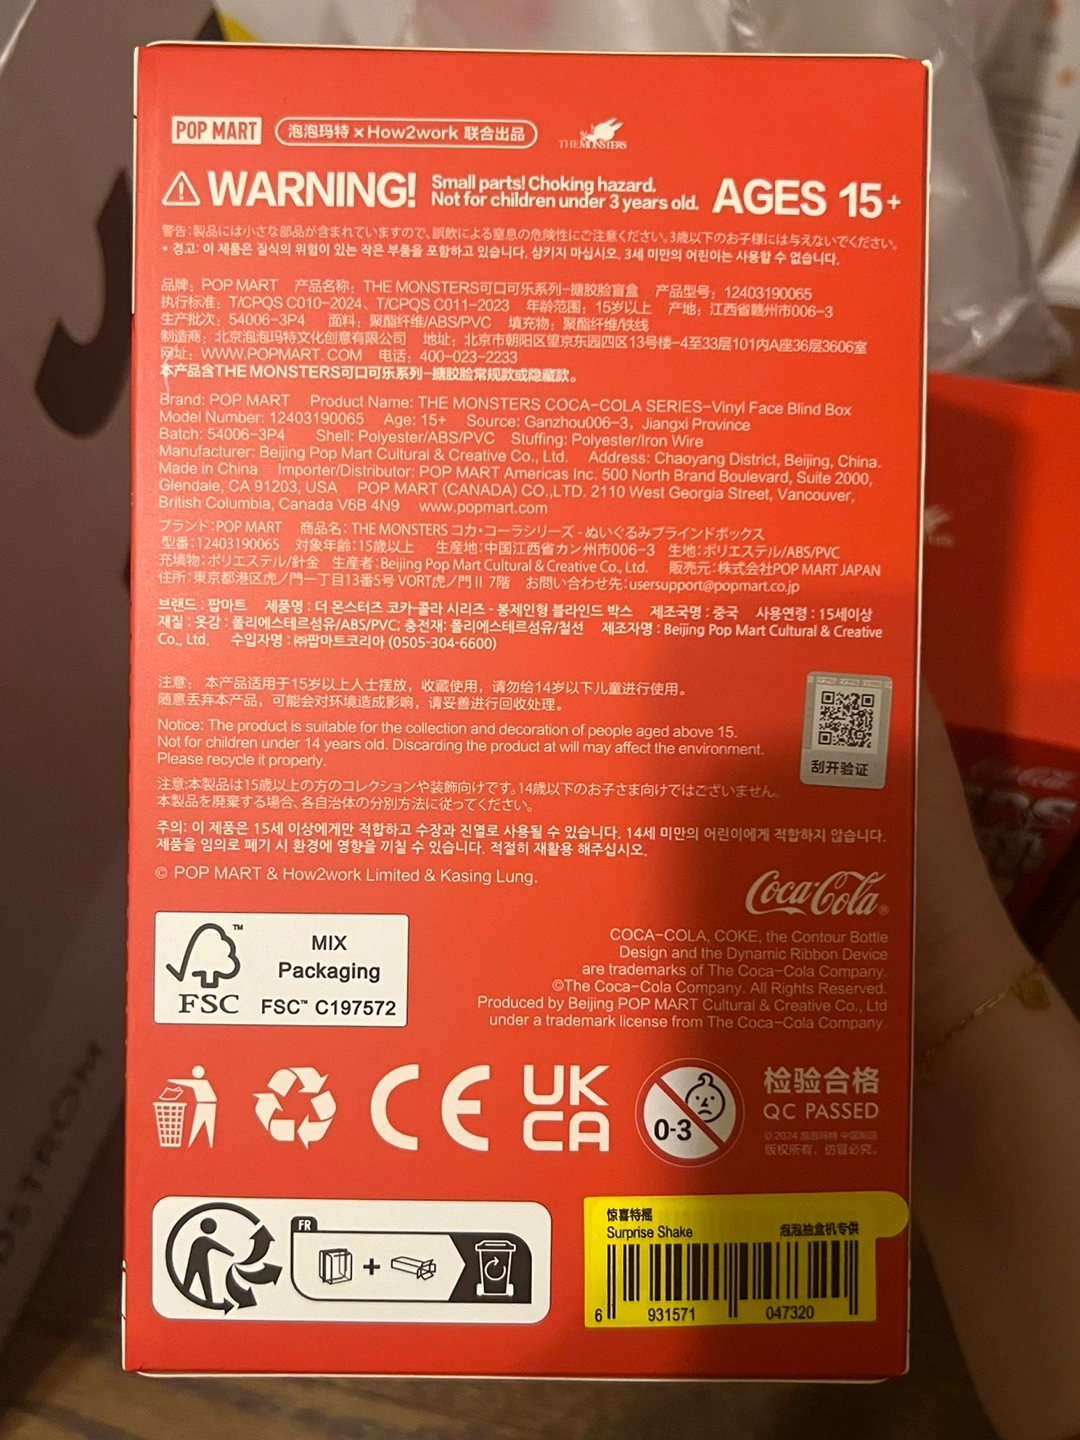 POP MART 泡泡玛特 × How2work 联合出品 THE MONSTERS
WARNING! Small parts! Choking hazard. Not for children under 3 years old. AGES 15+
警告:製品には小さな部品が含まれていますので、誤飲による窒息の危険性にご注意ください。3歳以下のお子様には与えないでください。
* 경고: 이 제품은 질식의 위험이 있는 작은 부품을 포함하고 있습니다. 삼키지 마십시오. 3세 미만의 어린이는 사용할 수 없습니다.
品牌：POP MART 产品名称：THE MONSTERS可口可乐系列-搪胶脸盲盒 产品型号：12403190065
执行标准：T/CPQS C010-2024、T/CPQS C011-2023 年龄范围：15岁以上 产地：江西省赣州市006-3
生产批次：54006-3P4 面料：聚酯纤维/ABS/PVC 填充物：聚酯纤维/铁线
制造商：北京泡泡玛特文化创意有限公司 地址：北京市朝阳区望京东园四区13号楼-4至33层101内A座36层3606室
网址：WWW.POPMART.COM 电话：400-023-2233
本产品含THE MONSTERS可口可乐系列-搪胶脸常规款或隐藏款。
Brand: POP MART Product Name: THE MONSTERS COCA-COLA SERIES-Vinyl Face Blind Box
Model Number: 12403190065 Age: 15+ Source: Ganzhou006-3, Jiangxi Province
Batch: 54006-3P4 Shell: Polyester/ABS/PVC Stuffing: Polyester/Iron Wire
Manufacturer: Beijing Pop Mart Cultural & Creative Co., Ltd. Address: Chaoyang District, Beijing, China.
Made in China Importer/Distributor: POP MART Americas Inc. 500 North Brand Boulevard, Suite 2000,
Glendale, CA 91203, USA POP MART (CANADA) CO.,LTD. 2110 West Georgia Street, Vancouver,
British Columbia, Canada V6B 4N9 www.popmart.com
ブランド:POP MART 商品名：THE MONSTERS コカ・コーラシリーズ - ぬいぐるみブラインドボックス
型番:12403190065 対象年齢:15歳以上 生産地:中国江西省カン州市006-3 生地:ポリエステル/ABS/PVC
充填物:ポリエステル/針金 生産者:Beijing Pop Mart Cultural & Creative Co., Ltd. 販売元:株式会社POP MART JAPAN
住所:東京都港区虎ノ門一丁目13番5号 VORT虎ノ門Ⅱ 7階 お問い合わせ先:usersupport@popmart.co.jp
브랜드 : 팝마트 제품명 : 더 몬스터즈 코카-콜라 시리즈 - 봉제인형 블라인드 박스 제조국명 : 중국 사용연령 : 15세이상
재질 : 옷감 : 폴리에스테르섬유/ABS/PVC; 충전재: 폴리에스테르섬유/철선 제조자명 : Beijing Pop Mart Cultural & Creative
Co., Ltd. 수입자명 : ㈜팝마트코리아 (0505-304-6600)
注意： 本产品适用于15岁以上人士摆放，收藏使用，请勿给14岁以下儿童进行使用。
随意丢弃本产品，可能会对环境造成影响，请妥善进行回收处理。
Notice: The product is suitable for the collection and decoration of people aged above 15.
Not for children under 14 years old. Discarding the product at will may affect the environment.
Please recycle it properly.
刮开验证
注意:本製品は15歳以上の方のコレクションや装飾向けです。14歳以下のお子さま向けではございません。
本製品を廃棄する場合、各自治体の分別方法に従ってください。
주의: 이 제품은 15세 이상에게만 적합하고 수장과 진열로 사용될 수 있습니다. 14세 미만의 어린이에게 적합하지 않습니다.
제품을 임의로 폐기 시 환경에 영향을 끼칠 수 있습니다. 적절히 재활용 해주십시오.
© POP MART & How2work Limited & Kasing Lung.
Coca-Cola®
COCA-COLA, COKE, the Contour Bottle
Design and the Dynamic Ribbon Device
are trademarks of The Coca-Cola Company.
©The Coca-Cola Company. All Rights Reserved.
Produced by Beijing POP MART Cultural & Creative Co., Ltd
under a trademark license from The Coca-Cola Company.
FSC™
MIX
Packaging
FSC™ C197572
CE
UK
CA
0-3
检验合格
QC PASSED
© 2024 泡泡玛特 中国制造
版权所有，仿冒必究。
FR
惊喜特摇
Surprise Shake 泡泡抽盒机专供
6 931571 047320